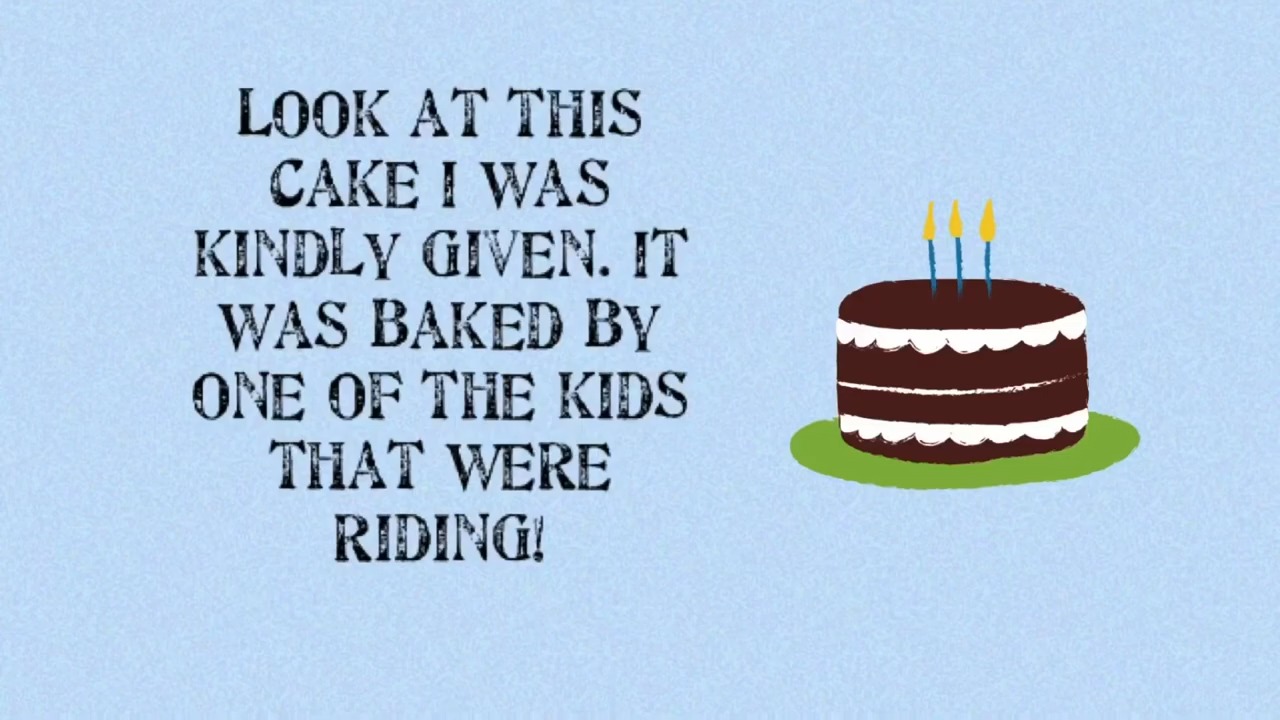 LOOK AT THIS
CAKE I WAS
KINDLY GIVEN. IT
WAS BAKED BY
ONE OF THE KIDS
THAT WERE
RIDING!